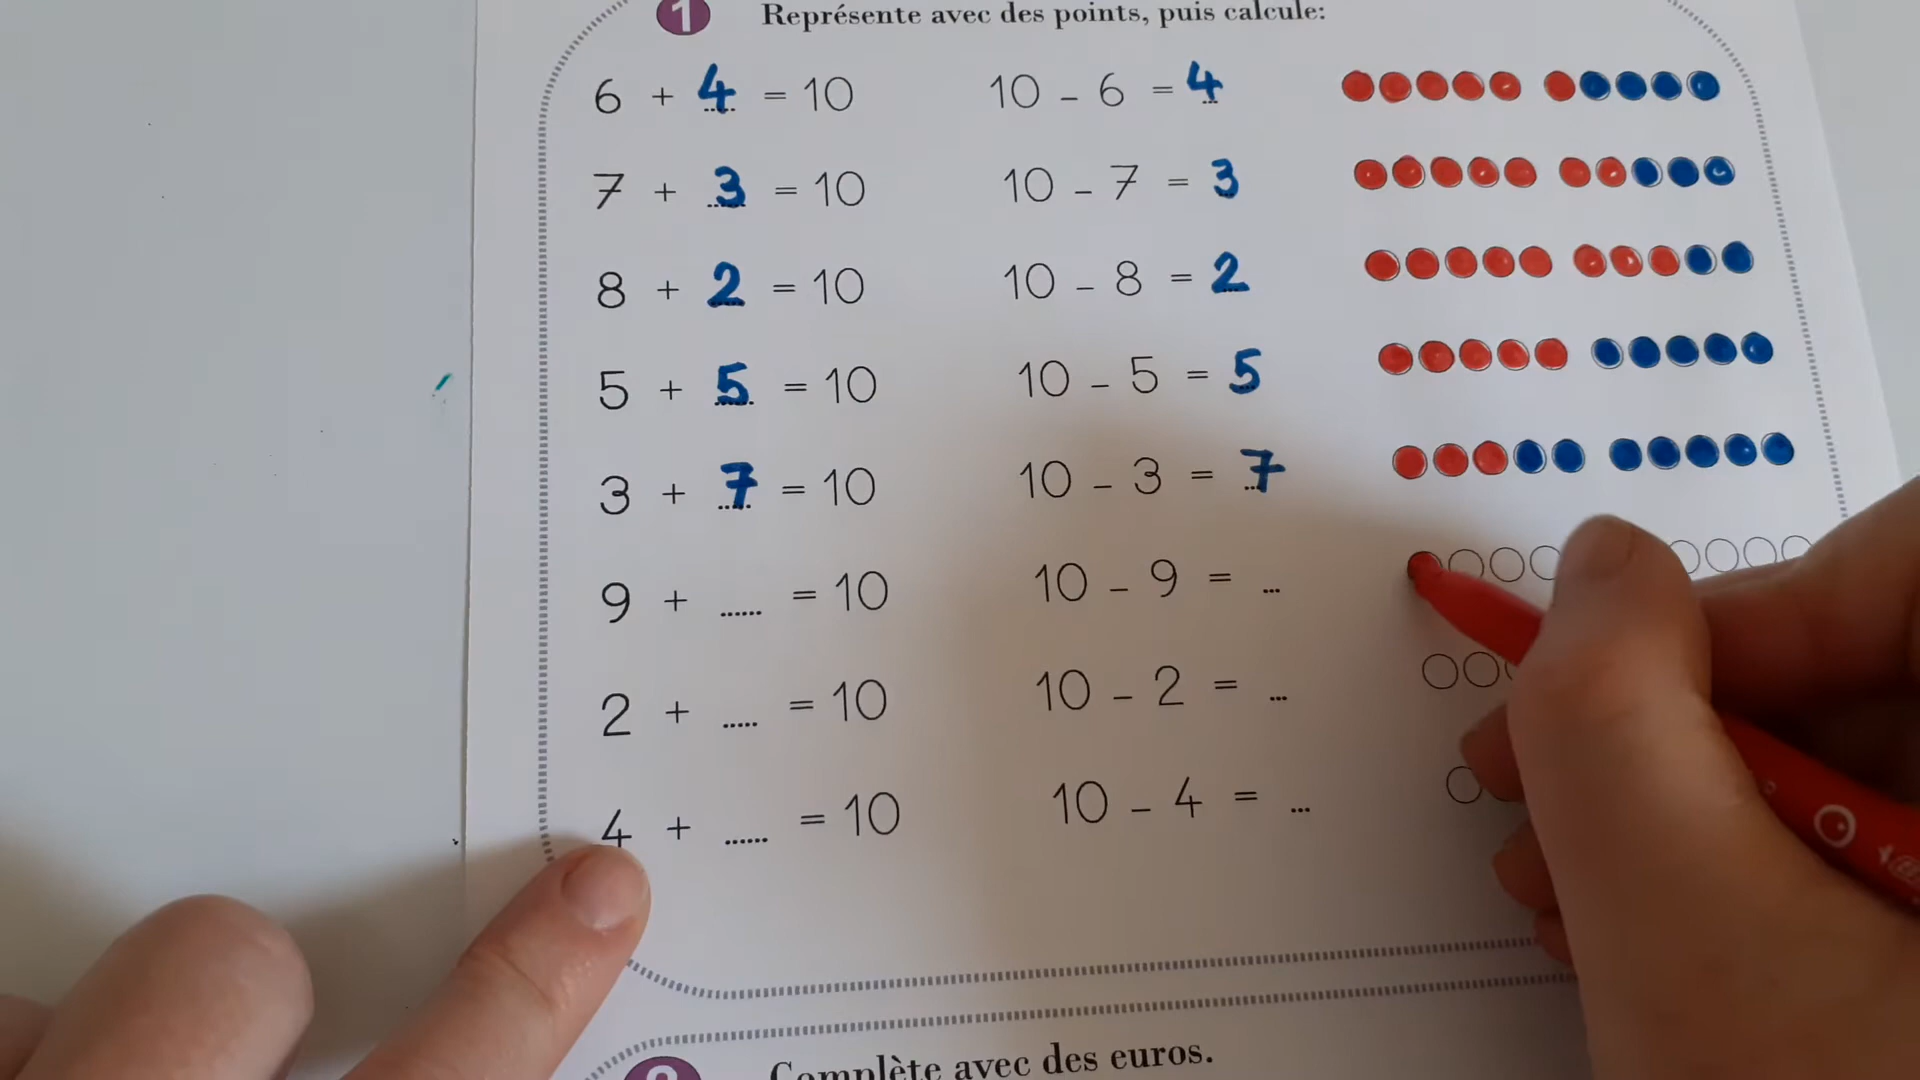 1 Représente avec des points, puis calcule:
6 + 4 = 10 10 - 6 = 4
7 + 3 = 10 10 - 7 = 3
8 + 2 = 10 10 - 8 = 2
5 + 5 = 10 10 - 5 = 5
3 + 7 = 10 10 - 3 = 7
9 + ...... = 10 10 - 9 = ...
2 + ..... = 10 10 - 2 = ...
4 + ...... = 10 10 - 4 = ...
Complète avec des euros.